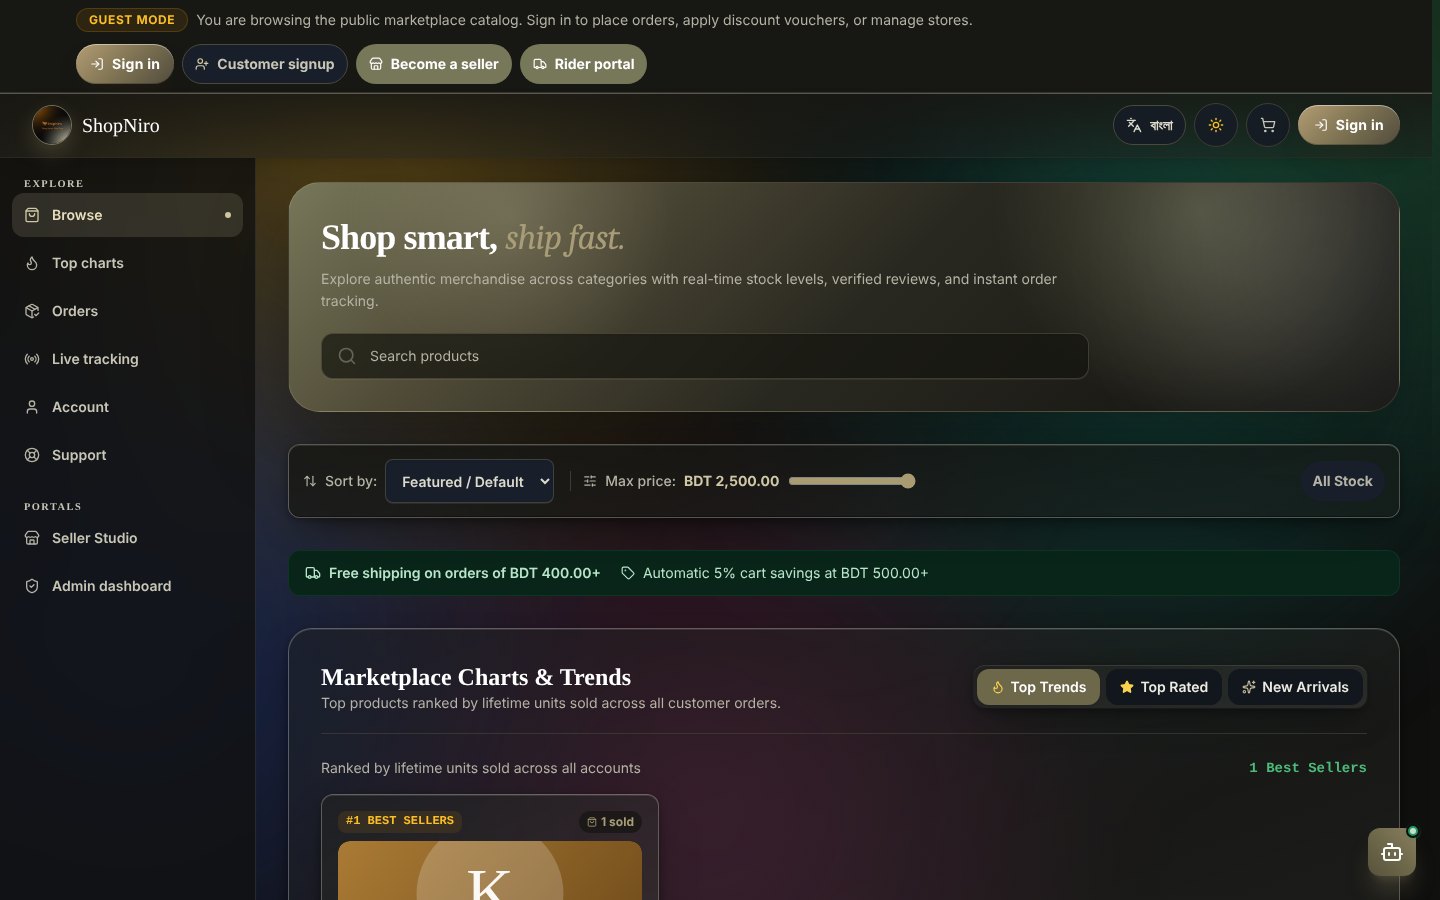 GUEST MODE You are browsing the public marketplace catalog. Sign in to place orders, apply discount vouchers, or manage stores.
Sign in Customer signup Become a seller Rider portal
ShopNiro
বাংলা Sign in
EXPLORE
Browse
Top charts
Orders
Live tracking
Account
Support
PORTALS
Seller Studio
Admin dashboard
Shop smart, ship fast.
Explore authentic merchandise across categories with real-time stock levels, verified reviews, and instant order
tracking.
Search products
Sort by: Featured / Default Max price: BDT 2,500.00 All Stock
Free shipping on orders of BDT 400.00+ Automatic 5% cart savings at BDT 500.00+
Marketplace Charts & Trends
Top products ranked by lifetime units sold across all customer orders.
Top Trends Top Rated New Arrivals
Ranked by lifetime units sold across all accounts 1 Best Sellers
#1 BEST SELLERS 1 sold
K